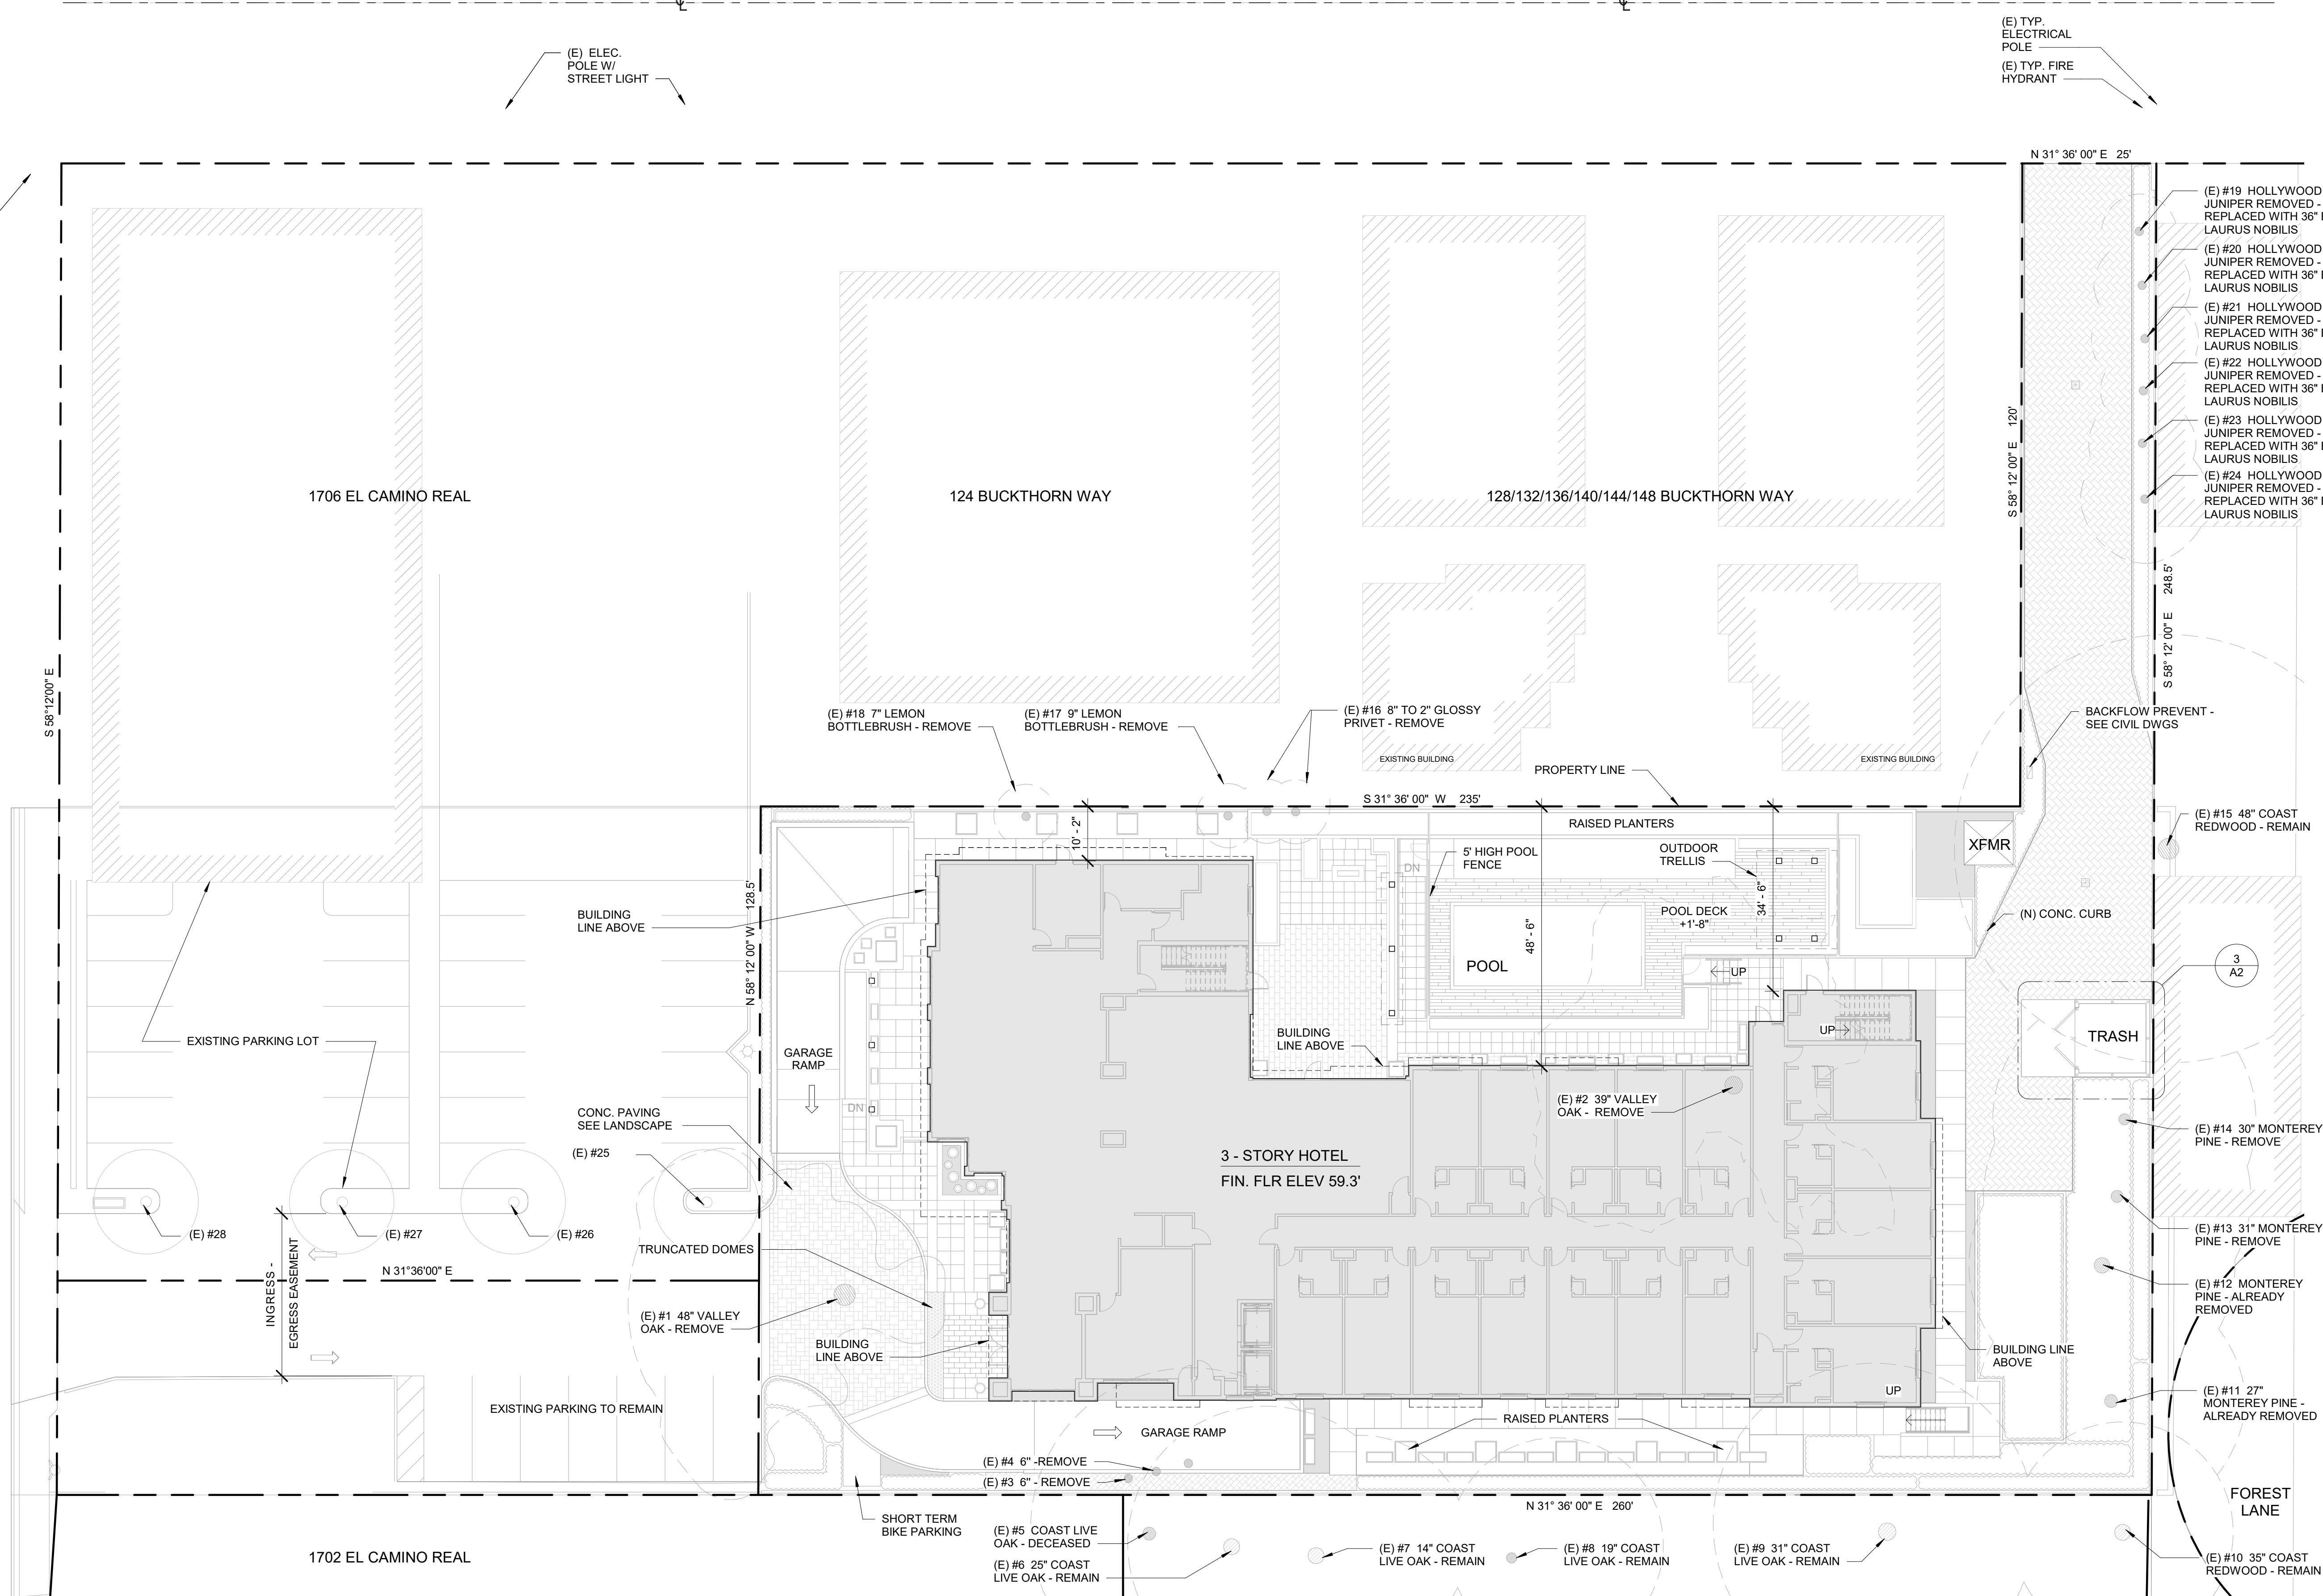 ℄
℄
(E) ELEC.
POLE W/
STREET LIGHT
(E) TYP.
ELECTRICAL
POLE
(E) TYP. FIRE
HYDRANT
N 31° 36' 00" E 25'
(E) #19 HOLLYWOOD
JUNIPER REMOVED -
REPLACED WITH 36"
LAURUS NOBILIS
(E) #20 HOLLYWOOD
JUNIPER REMOVED -
REPLACED WITH 36"
LAURUS NOBILIS
(E) #21 HOLLYWOOD
JUNIPER REMOVED -
REPLACED WITH 36"
LAURUS NOBILIS
(E) #22 HOLLYWOOD
JUNIPER REMOVED -
REPLACED WITH 36"
LAURUS NOBILIS
(E) #23 HOLLYWOOD
JUNIPER REMOVED -
REPLACED WITH 36"
LAURUS NOBILIS
(E) #24 HOLLYWOOD
JUNIPER REMOVED -
REPLACED WITH 36"
LAURUS NOBILIS
S 58° 12' 00" E 120'
1706 EL CAMINO REAL
124 BUCKTHORN WAY
128/132/136/140/144/148 BUCKTHORN WAY
S 58° 12' 00" E 248.5'
S 58°12'00" E
(E) #18 7" LEMON
BOTTLEBRUSH - REMOVE
(E) #17 9" LEMON
BOTTLEBRUSH - REMOVE
(E) #16 8" TO 2" GLOSSY
PRIVET - REMOVE
BACKFLOW PREVENT -
SEE CIVIL DWGS
EXISTING BUILDING
EXISTING BUILDING
PROPERTY LINE
S 31° 36' 00" W 235'
10' - 2"
RAISED PLANTERS
(E) #15 48" COAST
REDWOOD - REMAIN
5' HIGH POOL
FENCE
DN
OUTDOOR
TRELLIS
XFMR
34' - 6"
48' - 6"
POOL DECK
+1'-8"
(N) CONC. CURB
BUILDING
LINE ABOVE
N 58° 12' 00" W 128.5'
POOL
UP
3
A2
EXISTING PARKING LOT
GARAGE
RAMP
BUILDING
LINE ABOVE
UP
TRASH
CONC. PAVING
SEE LANDSCAPE
DN
(E) #2 39" VALLEY
OAK - REMOVE
(E) #14 30" MONTEREY
PINE - REMOVE
(E) #25
3 - STORY HOTEL
FIN. FLR ELEV 59.3'
(E) #28
(E) #27
(E) #26
(E) #13 31" MONTEREY
PINE - REMOVE
TRUNCATED DOMES
INGRESS -
EGRESS EASEMENT
N 31°36'00" E
(E) #12 MONTEREY
PINE - ALREADY
REMOVED
(E) #1 48" VALLEY
OAK - REMOVE
BUILDING
LINE ABOVE
BUILDING LINE
ABOVE
UP
(E) #11 27"
MONTEREY PINE -
ALREADY REMOVED
EXISTING PARKING TO REMAIN
RAISED PLANTERS
GARAGE RAMP
(E) #4 6" -REMOVE
(E) #3 6" - REMOVE
N 31° 36' 00" E 260'
FOREST
LANE
SHORT TERM
BIKE PARKING
(E) #5 COAST LIVE
OAK - DECEASED
(E) #6 25" COAST
LIVE OAK - REMAIN
(E) #7 14" COAST
LIVE OAK - REMAIN
(E) #8 19" COAST
LIVE OAK - REMAIN
(E) #9 31" COAST
LIVE OAK - REMAIN
(E) #10 35" COAST
REDWOOD - REMAIN
1702 EL CAMINO REAL